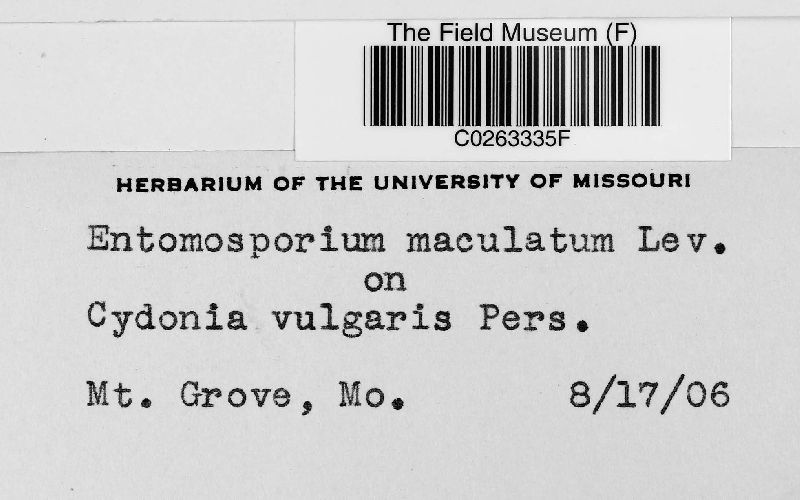 The Field Museum (F)
C0263335F
HERBARIUM OF THE UNIVERSITY OF MISSOURI
Entomosporium maculatum Lev.
on
Cydonia vulgaris Pers.
Mt. Grove, Mo. 8/17/06